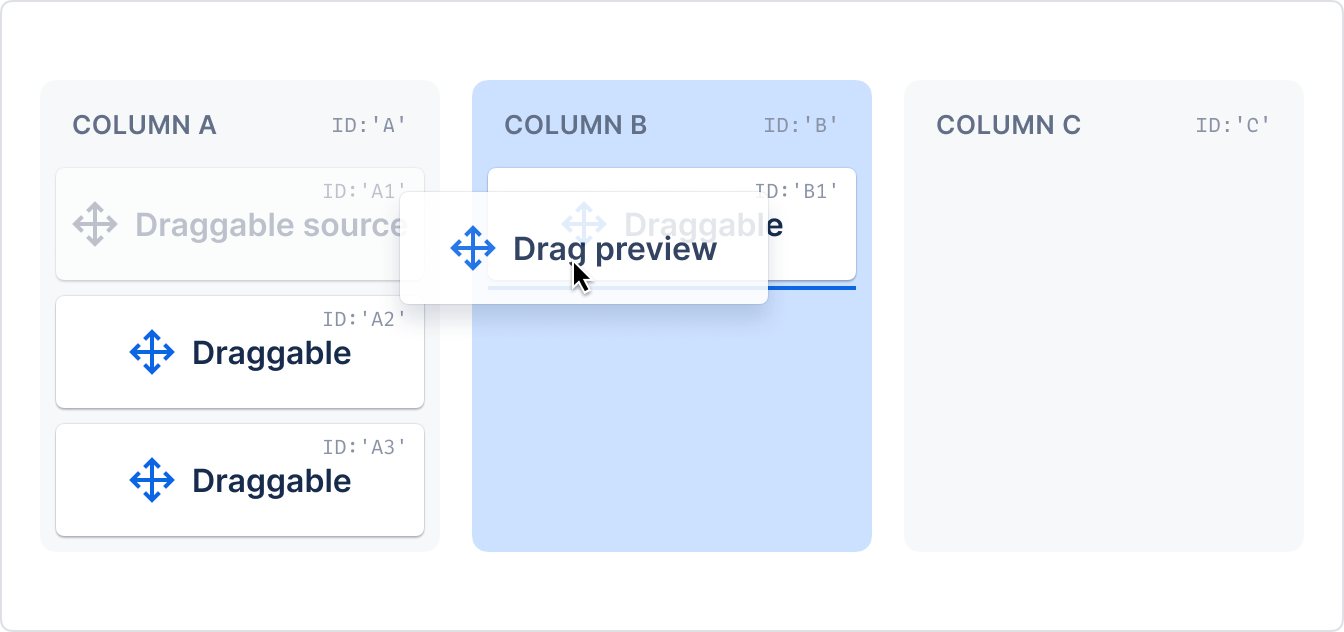 COLUMN A ID:'A'
ID:'A1'
Draggable source
ID:'A2'
Draggable
ID:'A3'
Draggable
COLUMN B ID:'B'
ID:'B1'
Draggable
Drag preview
COLUMN C ID:'C'